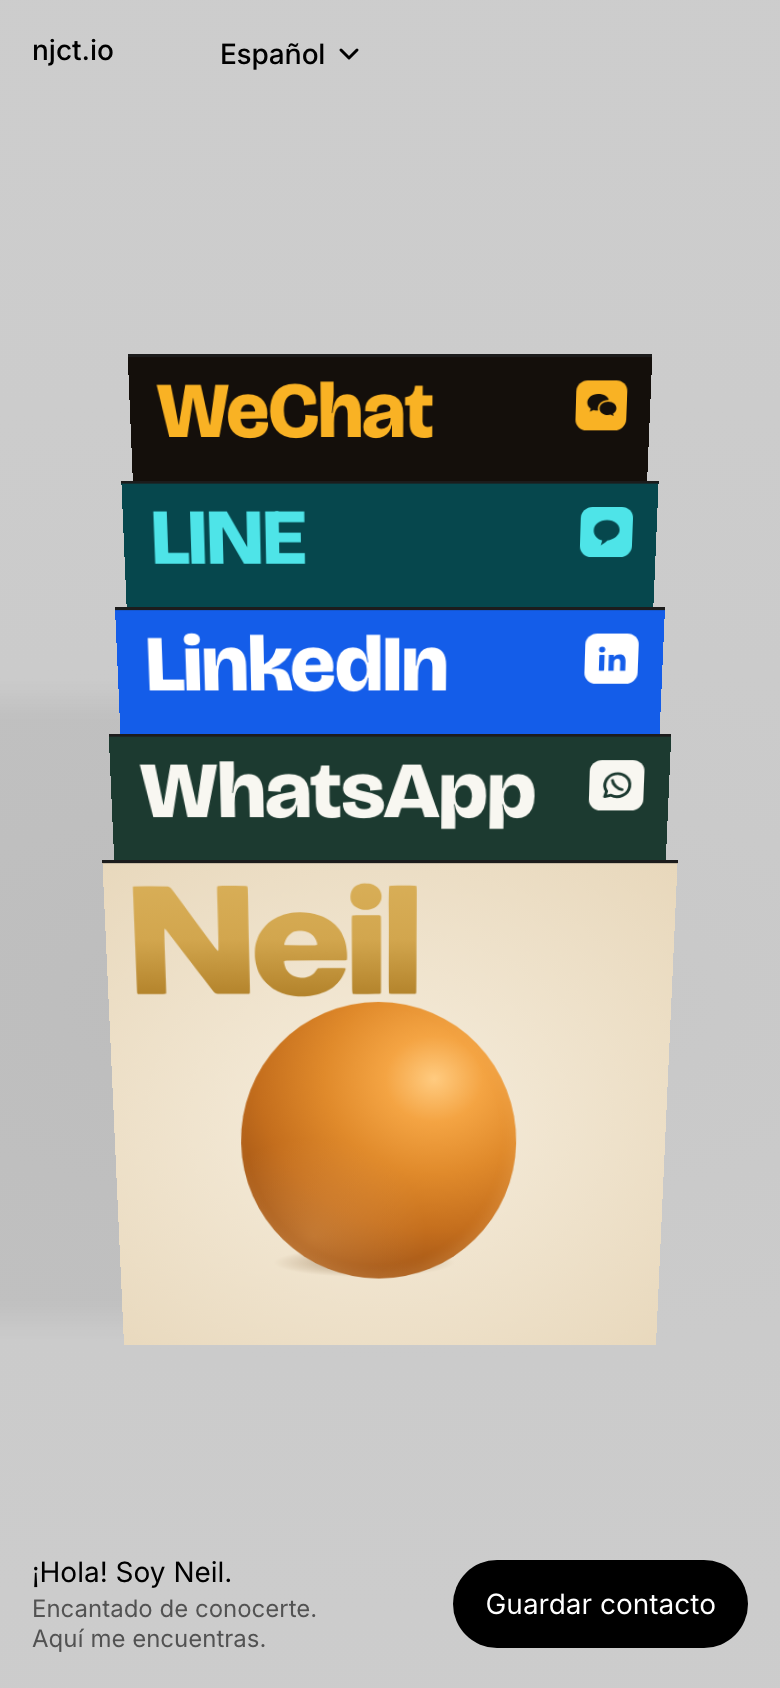 njct.io
Español
WeChat
LINE
LinkedIn
in
WhatsApp
Neil
¡Hola! Soy Neil.
Encantado de conocerte.
Aquí me encuentras.
Guardar contacto